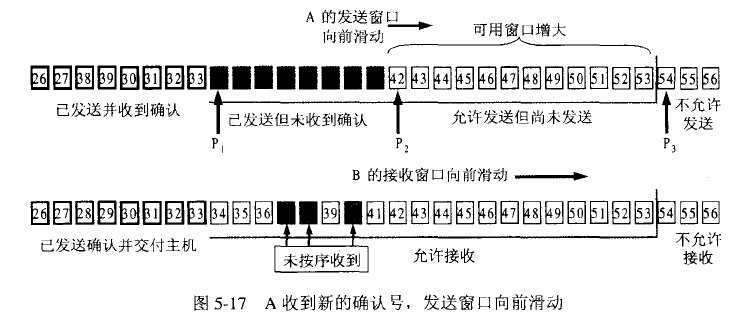 A 的发送窗口
向前滑动
可用窗口增大
26 27 38 39 30 31 32 33 42 43 44 45 46 47 48 49 50 51 52 53 54 55 56
已发送并收到确认
已发送但未收到确认
允许发送但尚未发送
不允许
发送
P1
P2
P3
B 的接收窗口向前滑动
26 27 28 29 30 31 32 33 34 35 36 39 41 42 43 44 45 46 47 48 49 50 51 52 53 54 55 56
已发送确认并交付主机
未按序收到
允许接收
不允许
接收
图 5-17 A 收到新的确认号，发送窗口向前滑动